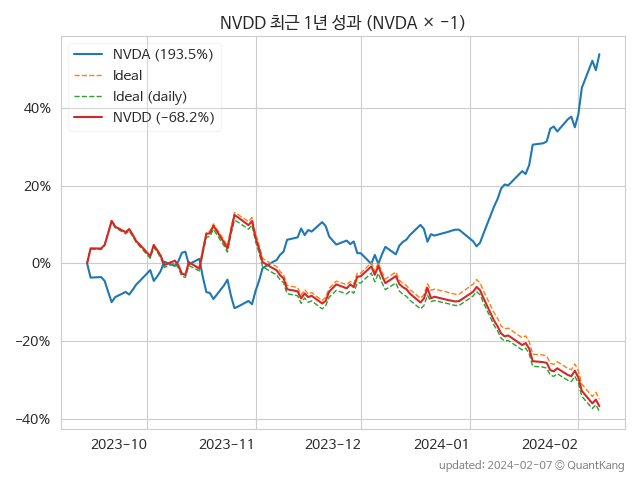 NVDD 최근 1년 성과 (NVDA × −1)
NVDA (193.5%)
Ideal
Ideal (daily)
NVDD (−68.2%)
40%
20%
0%
−20%
−40%
2023-10
2023-11
2023-12
2024-01
2024-02
updated: 2024-02-07 © QuantKang